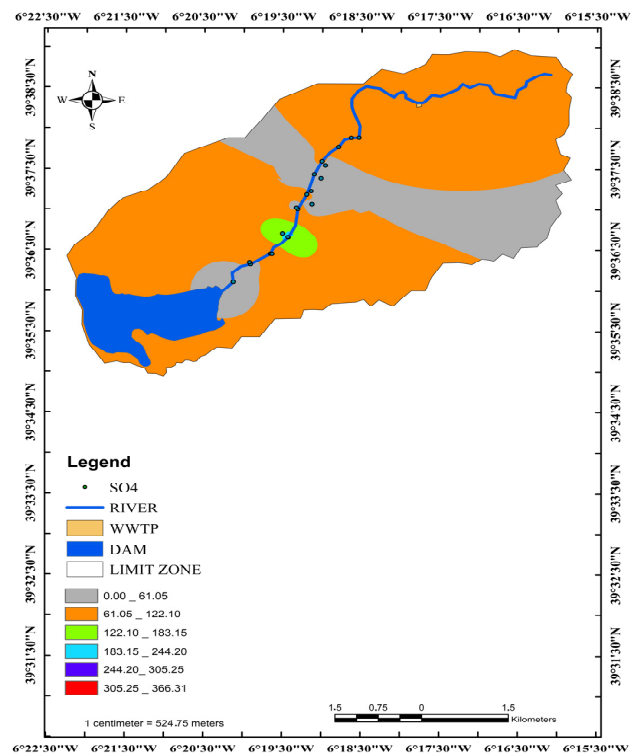 6°22'30"W 6°21'30"W 6°20'30"W 6°19'30"W 6°18'30"W 6°17'30"W 6°16'30"W 6°15'30"W
N
W E
S
39°38'30"N 39°38'30"N
39°37'30"N 39°37'30"N
39°36'30"N 39°36'30"N
39°35'30"N 39°35'30"N
39°34'30"N 39°34'30"N
39°33'30"N 39°33'30"N
39°32'30"N 39°32'30"N
39°31'30"N 39°31'30"N
Legend
SO4
RIVER
WWTP
DAM
LIMIT ZONE
0.00 _ 61.05
61.05 _ 122.10
122.10 _ 183.15
183.15 _ 244.20
244.20_ 305.25
305.25 _ 366.31
1 centimeter = 524.75 meters
1.5 0.75 0 1.5
Kilometers
6°22'30"W 6°21'30"W 6°20'30"W 6°19'30"W 6°18'30"W 6°17'30"W 6°16'30"W 6°15'30"W